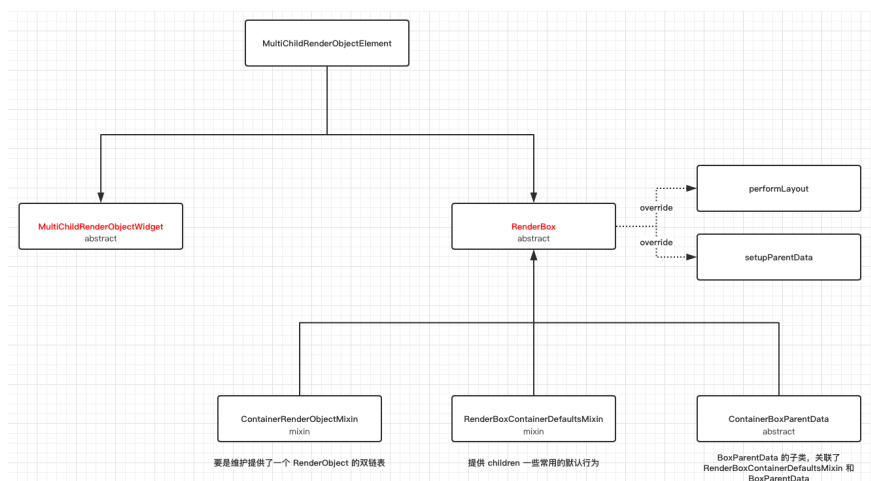 MultiChildRenderObjectElement
MultiChildRenderObjectWidget
abstract
RenderBox
abstract
override
override
performLayout
setupParentData
ContainerRenderObjectMixin
mixin
RenderBoxContainerDefaultsMixin
mixin
ContainerBoxParentData
abstract
要是维护提供了一个 RenderObject 的双链表
提供 children 一些常用的默认行为
BoxParentData 的子类，关联了
RenderBoxContainerDefaultsMixin 和
BoxParentData